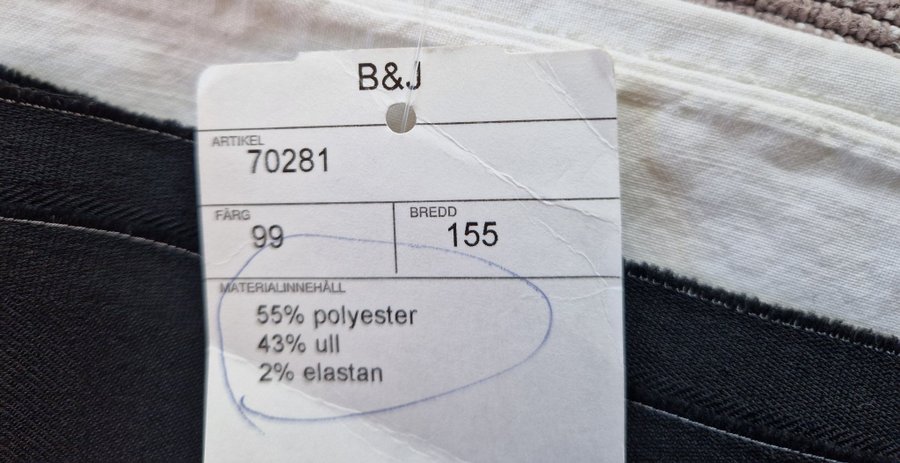 B&J
ARTIKEL
70281
FÄRG
99
BREDD
155
MATERIALINNEHÅLL
55% polyester
43% ull
2% elastan